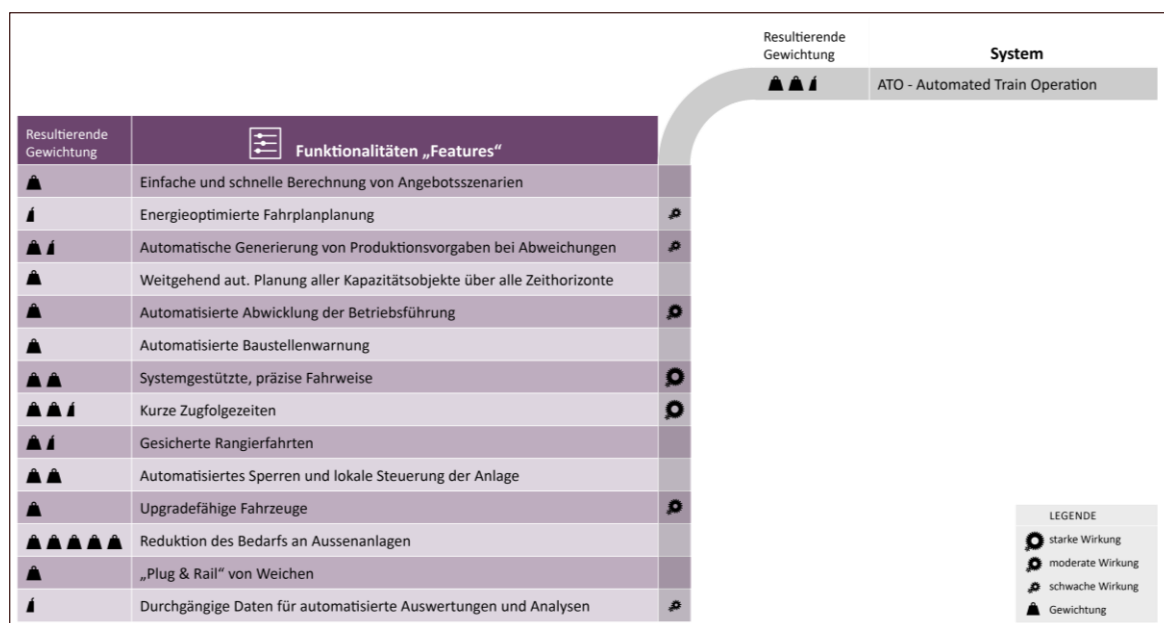 Resultierende
Gewichtung
System
ATO - Automated Train Operation
Resultierende
Gewichtung
Funktionalitäten „Features“
Einfache und schnelle Berechnung von Angebotsszenarien
Energieoptimierte Fahrplanplanung
Automatische Generierung von Produktionsvorgaben bei Abweichungen
Weitgehend aut. Planung aller Kapazitätsobjekte über alle Zeithorizonte
Automatisierte Abwicklung der Betriebsführung
Automatisierte Baustellenwarnung
Systemgestützte, präzise Fahrweise
Kurze Zugfolgezeiten
Gesicherte Rangierfahrten
Automatisiertes Sperren und lokale Steuerung der Anlage
Upgradefähige Fahrzeuge
Reduktion des Bedarfs an Aussenanlagen
„Plug & Rail“ von Weichen
Durchgängige Daten für automatisierte Auswertungen und Analysen
LEGENDE
starke Wirkung
moderate Wirkung
schwache Wirkung
Gewichtung